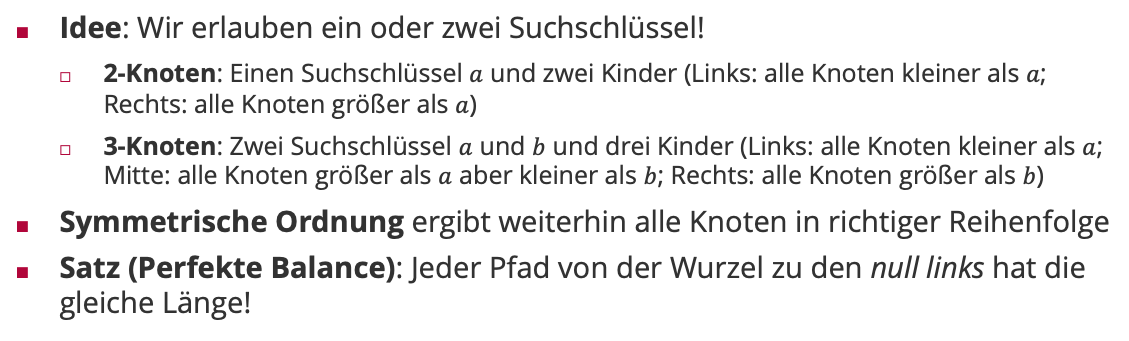 Idee: Wir erlauben ein oder zwei Suchschlüssel!
2-Knoten: Einen Suchschlüssel a und zwei Kinder (Links: alle Knoten kleiner als a;
Rechts: alle Knoten größer als a)
3-Knoten: Zwei Suchschlüssel a und b und drei Kinder (Links: alle Knoten kleiner als a;
Mitte: alle Knoten größer als a aber kleiner als b; Rechts: alle Knoten größer als b)
Symmetrische Ordnung ergibt weiterhin alle Knoten in richtiger Reihenfolge
Satz (Perfekte Balance): Jeder Pfad von der Wurzel zu den null links hat die
gleiche Länge!